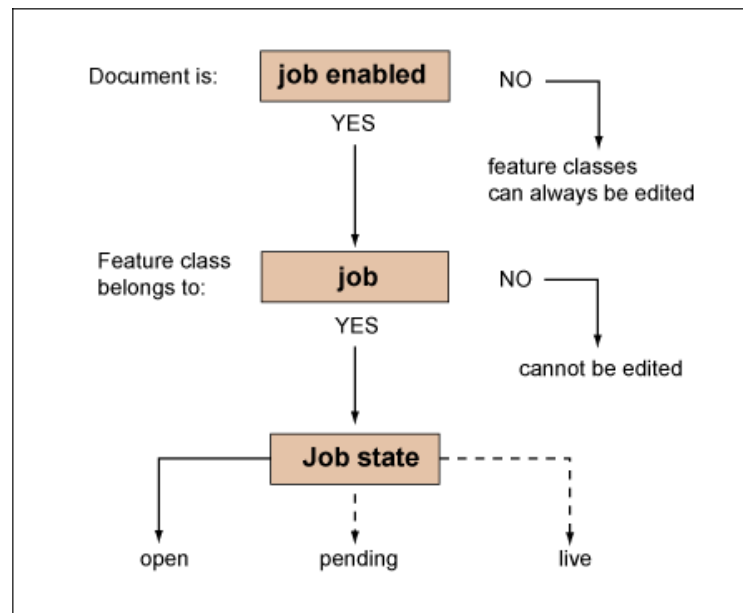 Document is:
job enabled
NO
YES
feature classes
can always be edited
Feature class
belongs to:
job
NO
YES
cannot be edited
Job state
open
pending
live